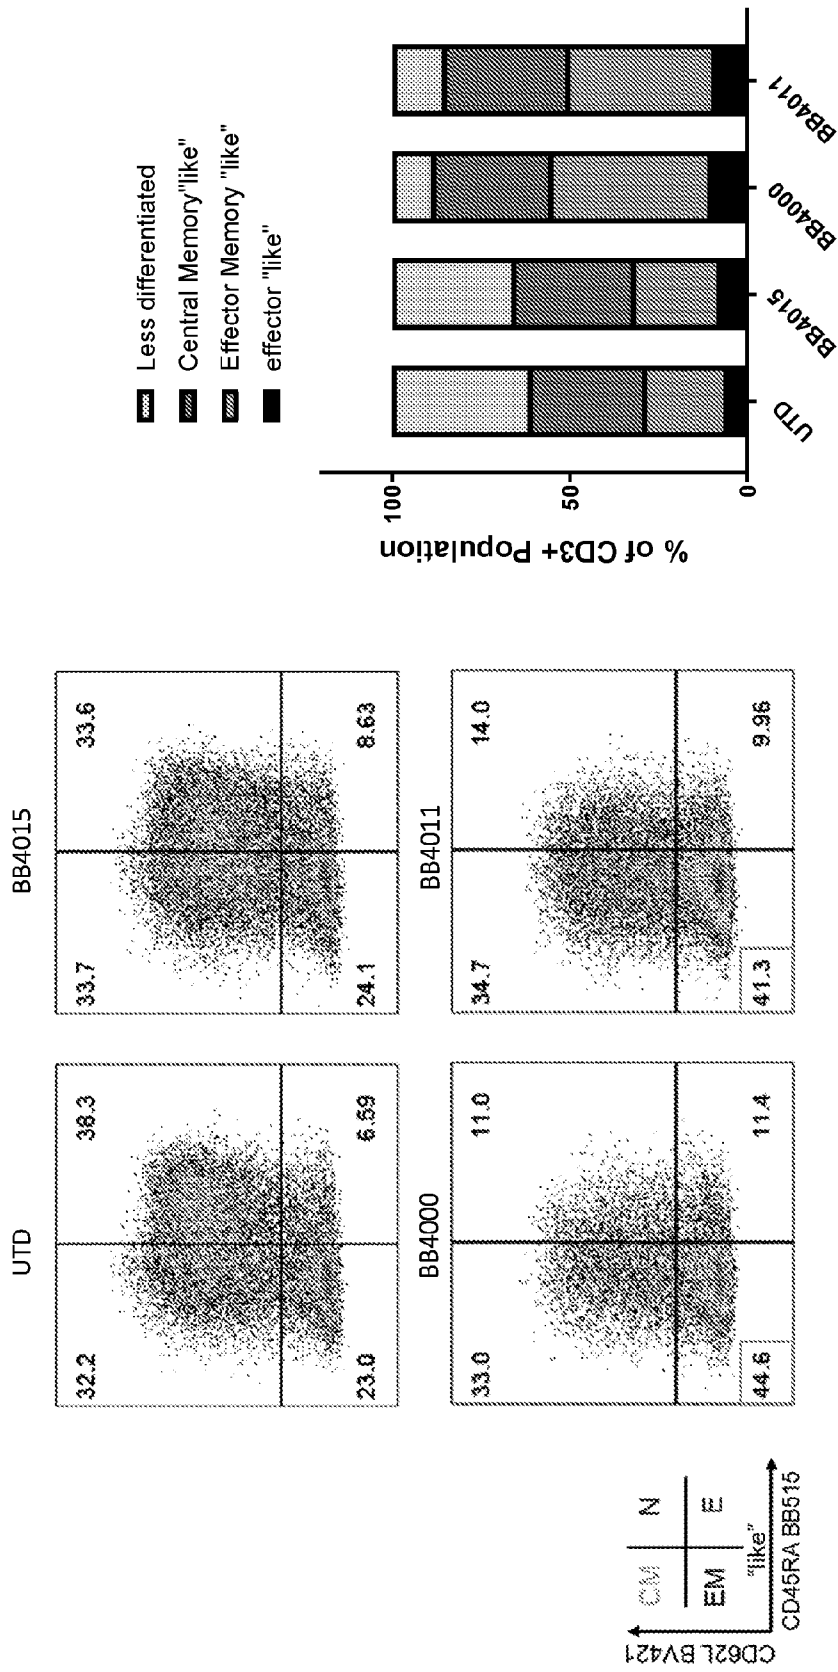 UTD
32.2
38.3
23.0
6.59
BB4015
33.7
33.6
24.1
8.63
BB4000
33.0
11.0
44.6
11.4
BB4011
34.7
14.0
41.3
9.96
CD62L BV421
CM
N
EM
E
"like"
CD45RA BB515
Less differentiated
Central Memory"like"
Effector Memory "like"
effector "like"
% of CD3+ Population
100
50
0
UTD
BB4015
BB4000
BB4011